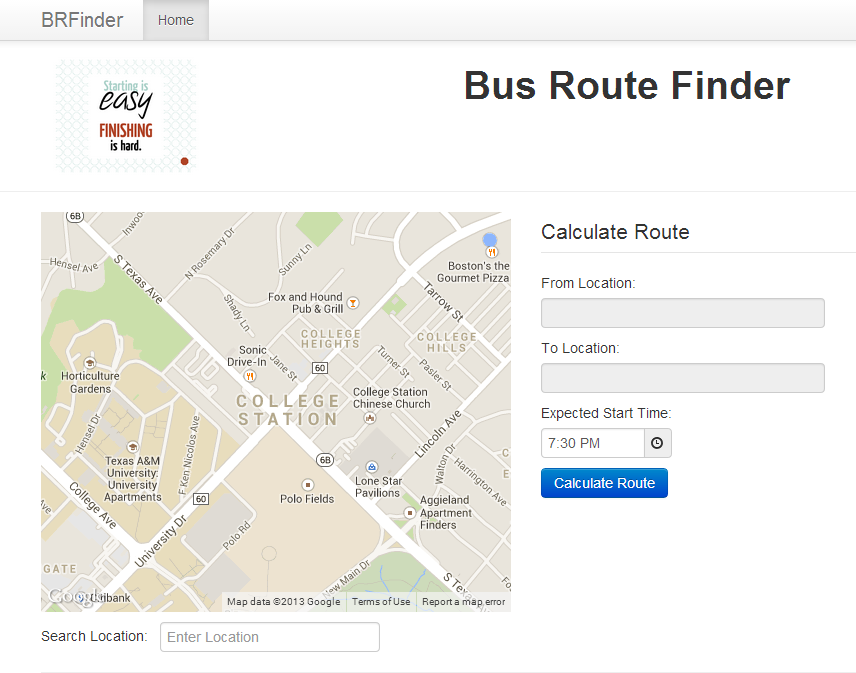 BRFinder
Home
Starting is
easy
FINISHING
is hard.
Bus Route Finder
6B
Inwoo
Hensel Ave
S Texas Ave
N Rosemary Dr
Sunny Ln
Boston's the
Gourmet Pizza
Shady Ln
Fox and Hound
Pub & Grill
Tarrow St
COLLEGE
HEIGHTS
COLLEGE
HILLS
Sonic
Drive-In
Jane St
60
Turner St
Pasler St
k
Horticulture
Gardens
COLLEGE
STATION
College Station
Chinese Church
Hensel Dr
F Ken Nicolos Ave
Lincoln Ave
Texas A&M
University:
University
Apartments
6B
Walton Dr
Harrington Ave
Lone Star
Pavilions
Polo Fields
College Ave
60
Aggieland
Apartment
Finders
University Dr
Polo Rd
GATE
New Main Dr
S Texas
Google
Citibank
Map data ©2013 Google
Terms of Use
Report a map error
Search Location:
Enter Location
Calculate Route
From Location:
To Location:
Expected Start Time:
7:30 PM
Calculate Route